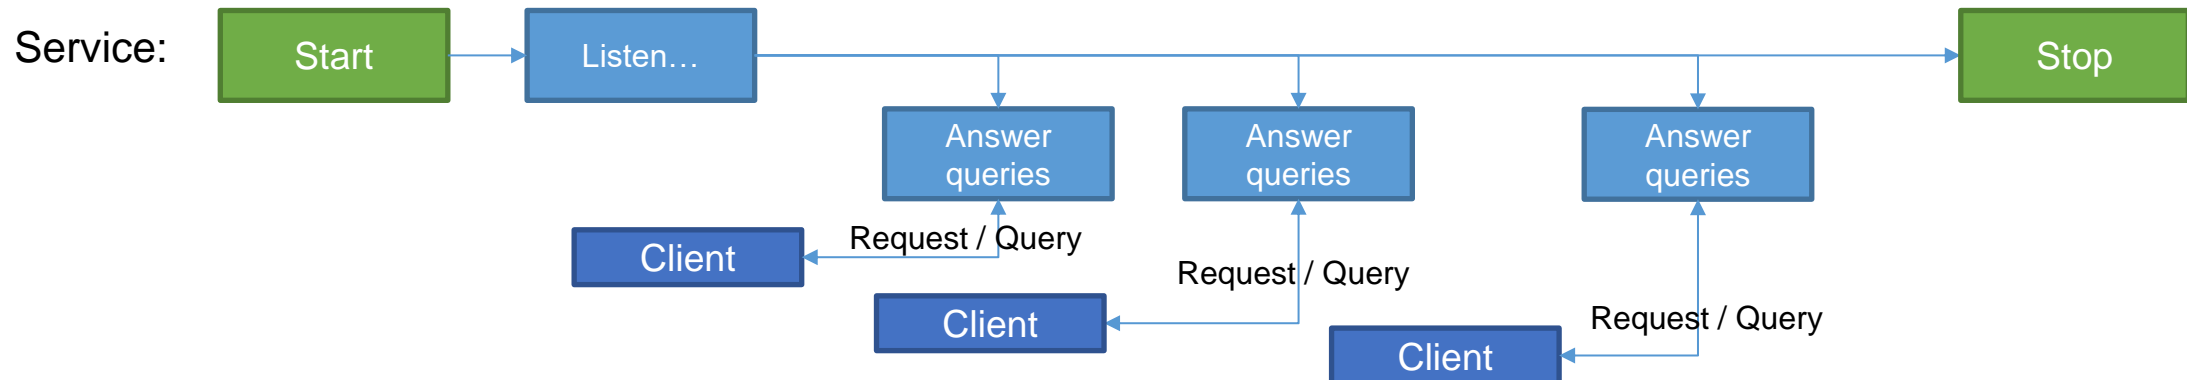 Service:
Start
Listen…
Stop
Answer
queries
Answer
queries
Answer
queries
Request / Query
Client
Request / Query
Client
Request / Query
Client